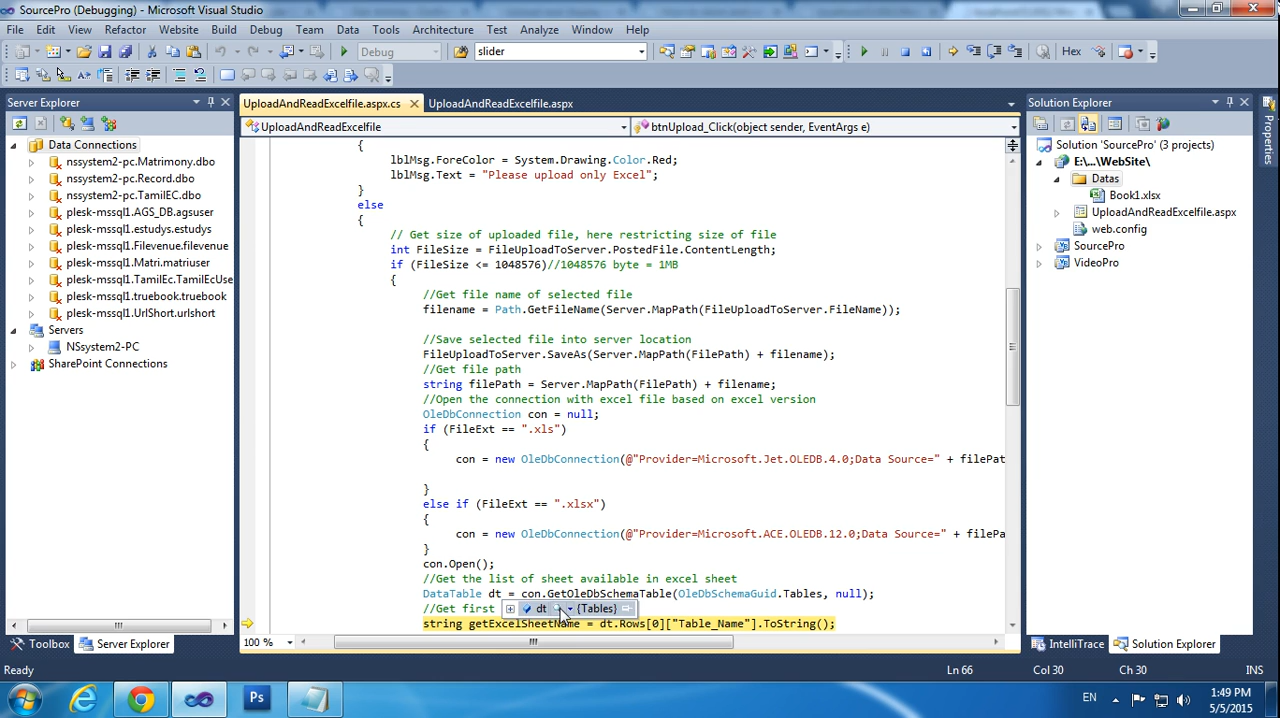 SourcePro (Debugging) - Microsoft Visual Studio
File Edit View Refactor Website Build Debug Team Data Tools Architecture Test Analyze Window Help
Debug slider Hex
Server Explorer
Data Connections
nssystem2-pc.Matrimony.dbo
nssystem2-pc.Record.dbo
nssystem2-pc.TamilEC.dbo
plesk-mssql1.AGS_DB.agsuser
plesk-mssql1.estudys.estudys
plesk-mssql1.Filevenue.filevenue
plesk-mssql1.Matri.matriuser
plesk-mssql1.TamilEc.TamilEcUse
plesk-mssql1.truebook.truebook
plesk-mssql1.UrlShort.urlshort
Servers
NSsystem2-PC
SharePoint Connections
Toolbox Server Explorer
UploadAndReadExcelfile.aspx.cs UploadAndReadExcelfile.aspx
UploadAndReadExcelfile btnUpload_Click(object sender, EventArgs e)
{
lblMsg.ForeColor = System.Drawing.Color.Red;
lblMsg.Text = "Please upload only Excel";
}
else
{
// Get size of uploaded file, here restricting size of file
int FileSize = FileUploadToServer.PostedFile.ContentLength;
if (FileSize <= 1048576)//1048576 byte = 1MB
{
//Get file name of selected file
filename = Path.GetFileName(Server.MapPath(FileUploadToServer.FileName));
//Save selected file into server location
FileUploadToServer.SaveAs(Server.MapPath(FilePath) + filename);
//Get file path
string filePath = Server.MapPath(FilePath) + filename;
//Open the connection with excel file based on excel version
OleDbConnection con = null;
if (FileExt == ".xls")
{
con = new OleDbConnection(@"Provider=Microsoft.Jet.OLEDB.4.0;Data Source=" + filePat
}
else if (FileExt == ".xlsx")
{
con = new OleDbConnection(@"Provider=Microsoft.ACE.OLEDB.12.0;Data Source=" + filePa
}
con.Open();
//Get the list of sheet available in excel sheet
DataTable dt = con.GetOleDbSchemaTable(OleDbSchemaGuid.Tables, null);
//Get first dt {Tables}
string getExcelSheetName = dt.Rows[0]["Table_Name"].ToString();
100 %
Solution Explorer
Solution 'SourcePro' (3 projects)
E:\...\WebSite\
Datas
Book1.xlsx
UploadAndReadExcelfile.aspx
web.config
SourcePro
VideoPro
IntelliTrace Solution Explorer
Properties
Ready Ln 66 Col 30 Ch 30 INS
Ps EN 1:49 PM
5/5/2015